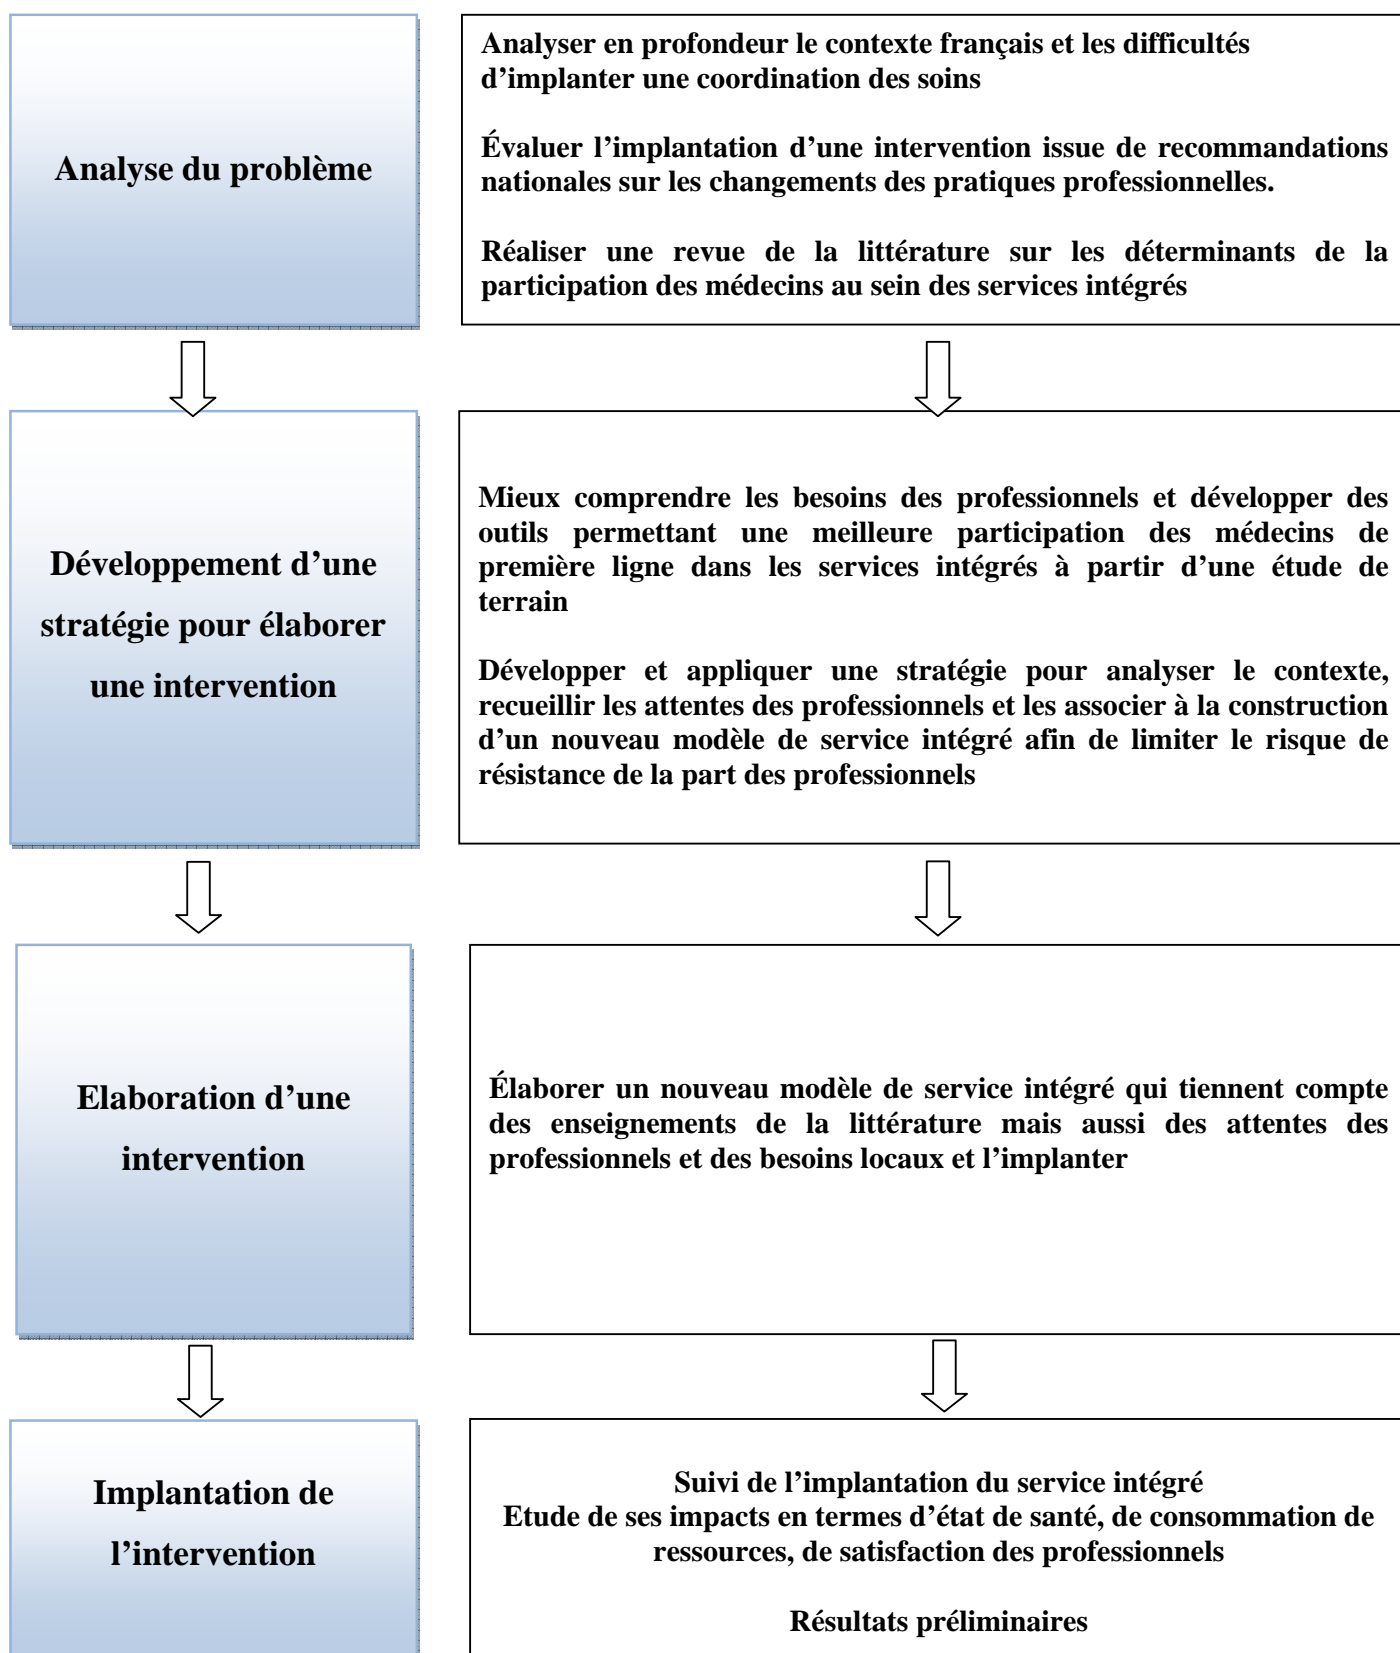 Analyse du problème
Analyser en profondeur le contexte français et les difficultés
d’implanter une coordination des soins
Évaluer l’implantation d’une intervention issue de recommandations
nationales sur les changements des pratiques professionnelles.
Réaliser une revue de la littérature sur les déterminants de la
participation des médecins au sein des services intégrés
Développement d’une
stratégie pour élaborer
une intervention
Mieux comprendre les besoins des professionnels et développer des
outils permettant une meilleure participation des médecins de
première ligne dans les services intégrés à partir d’une étude de
terrain
Développer et appliquer une stratégie pour analyser le contexte,
recueillir les attentes des professionnels et les associer à la construction
d’un nouveau modèle de service intégré afin de limiter le risque de
résistance de la part des professionnels
Elaboration d’une
intervention
Élaborer un nouveau modèle de service intégré qui tiennent compte
des enseignements de la littérature mais aussi des attentes des
professionnels et des besoins locaux et l’implanter
Implantation de
l’intervention
Suivi de l’implantation du service intégré
Etude de ses impacts en termes d’état de santé, de consommation de
ressources, de satisfaction des professionnels
Résultats préliminaires